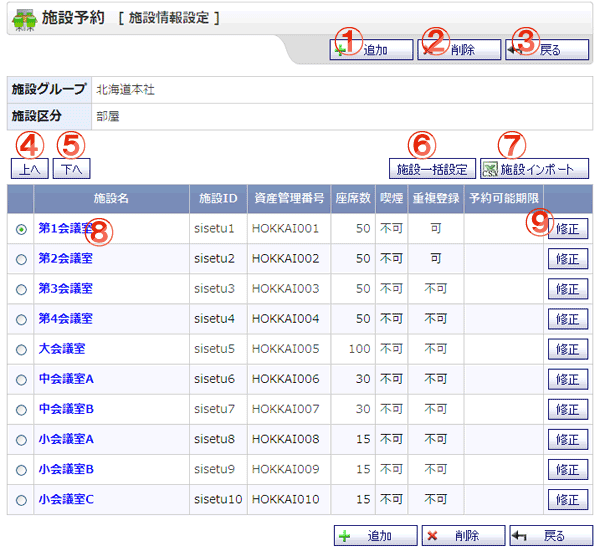 施設予約 [ 施設情報設定 ]
① ② ③
追加 削除 戻る
施設グループ 北海道本社
施設区分 部屋
④ ⑤ ⑥ ⑦
上へ 下へ 施設一括設定 施設インポート
施設名 施設ID 資産管理番号 座席数 喫煙 重複登録 予約可能期限
第1会議室 ⑧ sisetu1 HOKKAI001 50 不可 可 ⑨ 修正
第2会議室 sisetu2 HOKKAI002 50 不可 可 修正
第3会議室 sisetu3 HOKKAI003 50 不可 不可 修正
第4会議室 sisetu4 HOKKAI004 50 不可 不可 修正
大会議室 sisetu5 HOKKAI005 100 不可 不可 修正
中会議室A sisetu6 HOKKAI006 30 不可 不可 修正
中会議室B sisetu7 HOKKAI007 30 不可 不可 修正
小会議室A sisetu8 HOKKAI008 15 不可 不可 修正
小会議室B sisetu9 HOKKAI009 15 不可 不可 修正
小会議室C sisetu10 HOKKAI010 15 不可 不可 修正
追加 削除 戻る